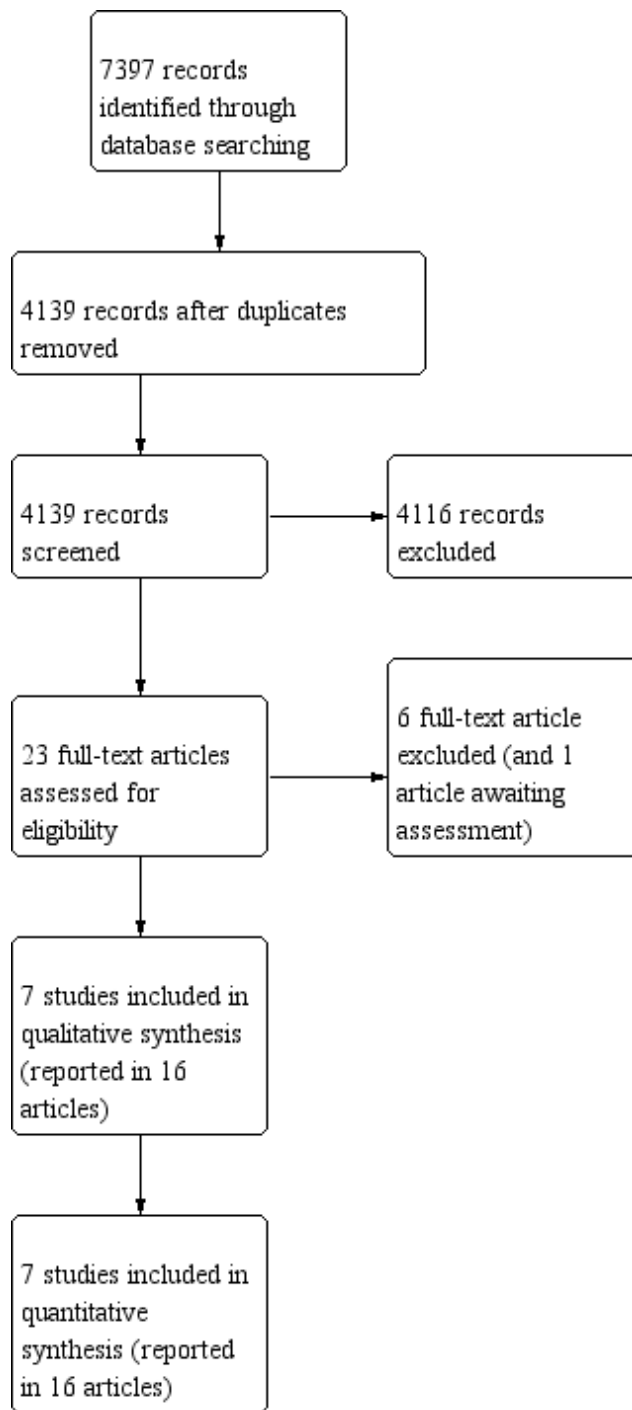 7397 records
identified through
database searching
4139 records after duplicates
removed
4139 records
screened
4116 records
excluded
23 full-text articles
assessed for
eligibility
6 full-text article
excluded (and 1
article awaiting
assessment)
7 studies included in
qualitative synthesis
(reported in 16
articles)
7 studies included in
quantitative
synthesis (reported
in 16 articles)